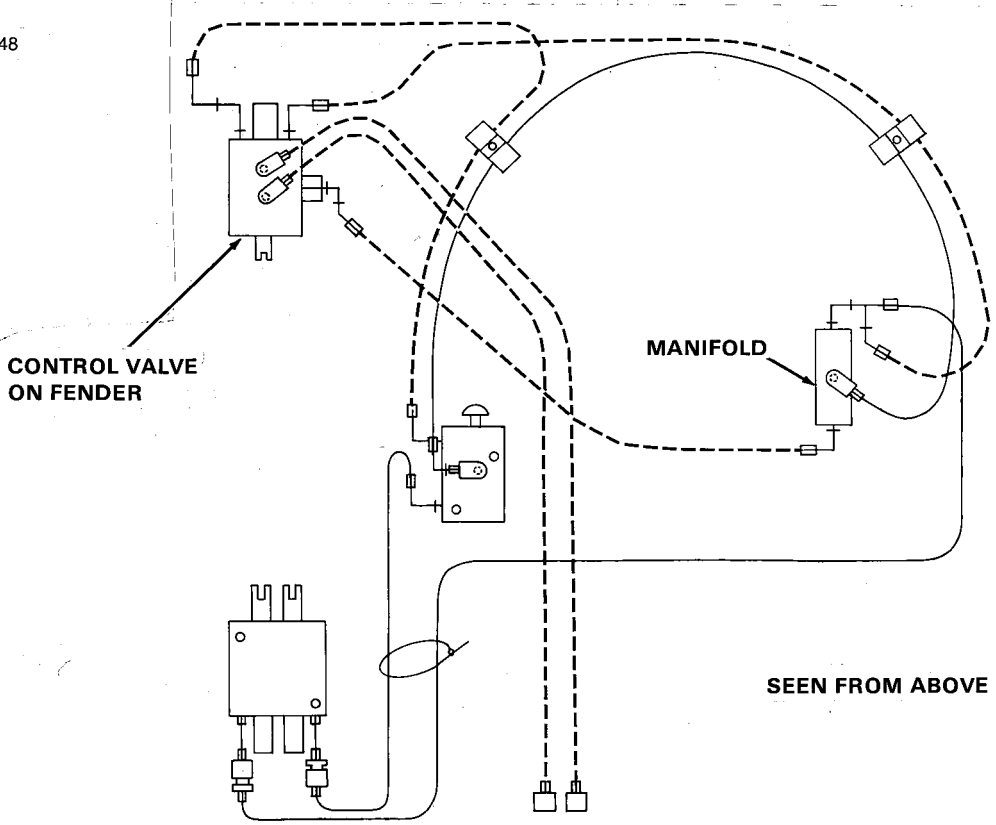 48
CONTROL VALVE
ON FENDER
MANIFOLD
SEEN FROM ABOVE